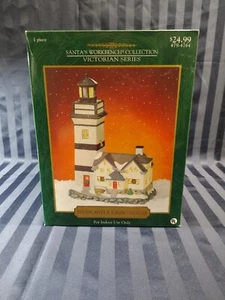 1 piece
SANTA'S WORKBENCH COLLECTION
VICTORIAN SERIES
$24.99
For Indoor Use Only